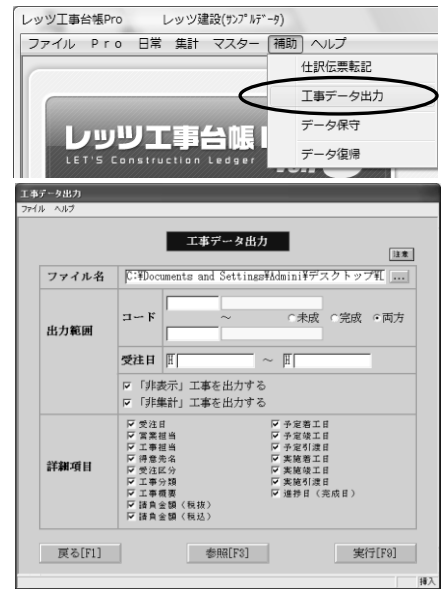 レッツ工事台帳Pro レッツ建設(ｻﾝﾌﾟﾙﾃﾞｰﾀ)
ファイル Pro 日常 集計 マスター 補助 ヘルプ
仕訳伝票転記
工事データ出力
データ保守
データ復帰
レッツ工事台帳
LET'S Construction Ledger
工事データ出力
ファイル ヘルプ
工事データ出力
注意
ファイル名 C:¥Documents and Settings¥Admini¥デスクトップ¥L ...
出力範囲
コード ～ 未成 完成 両方
受注日 H ～ H
「非表示」工事を出力する
「非集計」工事を出力する
詳細項目
受注日 予定着工日
営業担当 予定竣工日
工事担当 予定引渡日
得意先名 実施着工日
受注区分 実施竣工日
工事分類 実施引渡日
工事概要 進捗日（完成日）
請負金額（税抜）
請負金額（税込）
戻る[F1] 参照[F3] 実行[F9]
挿入